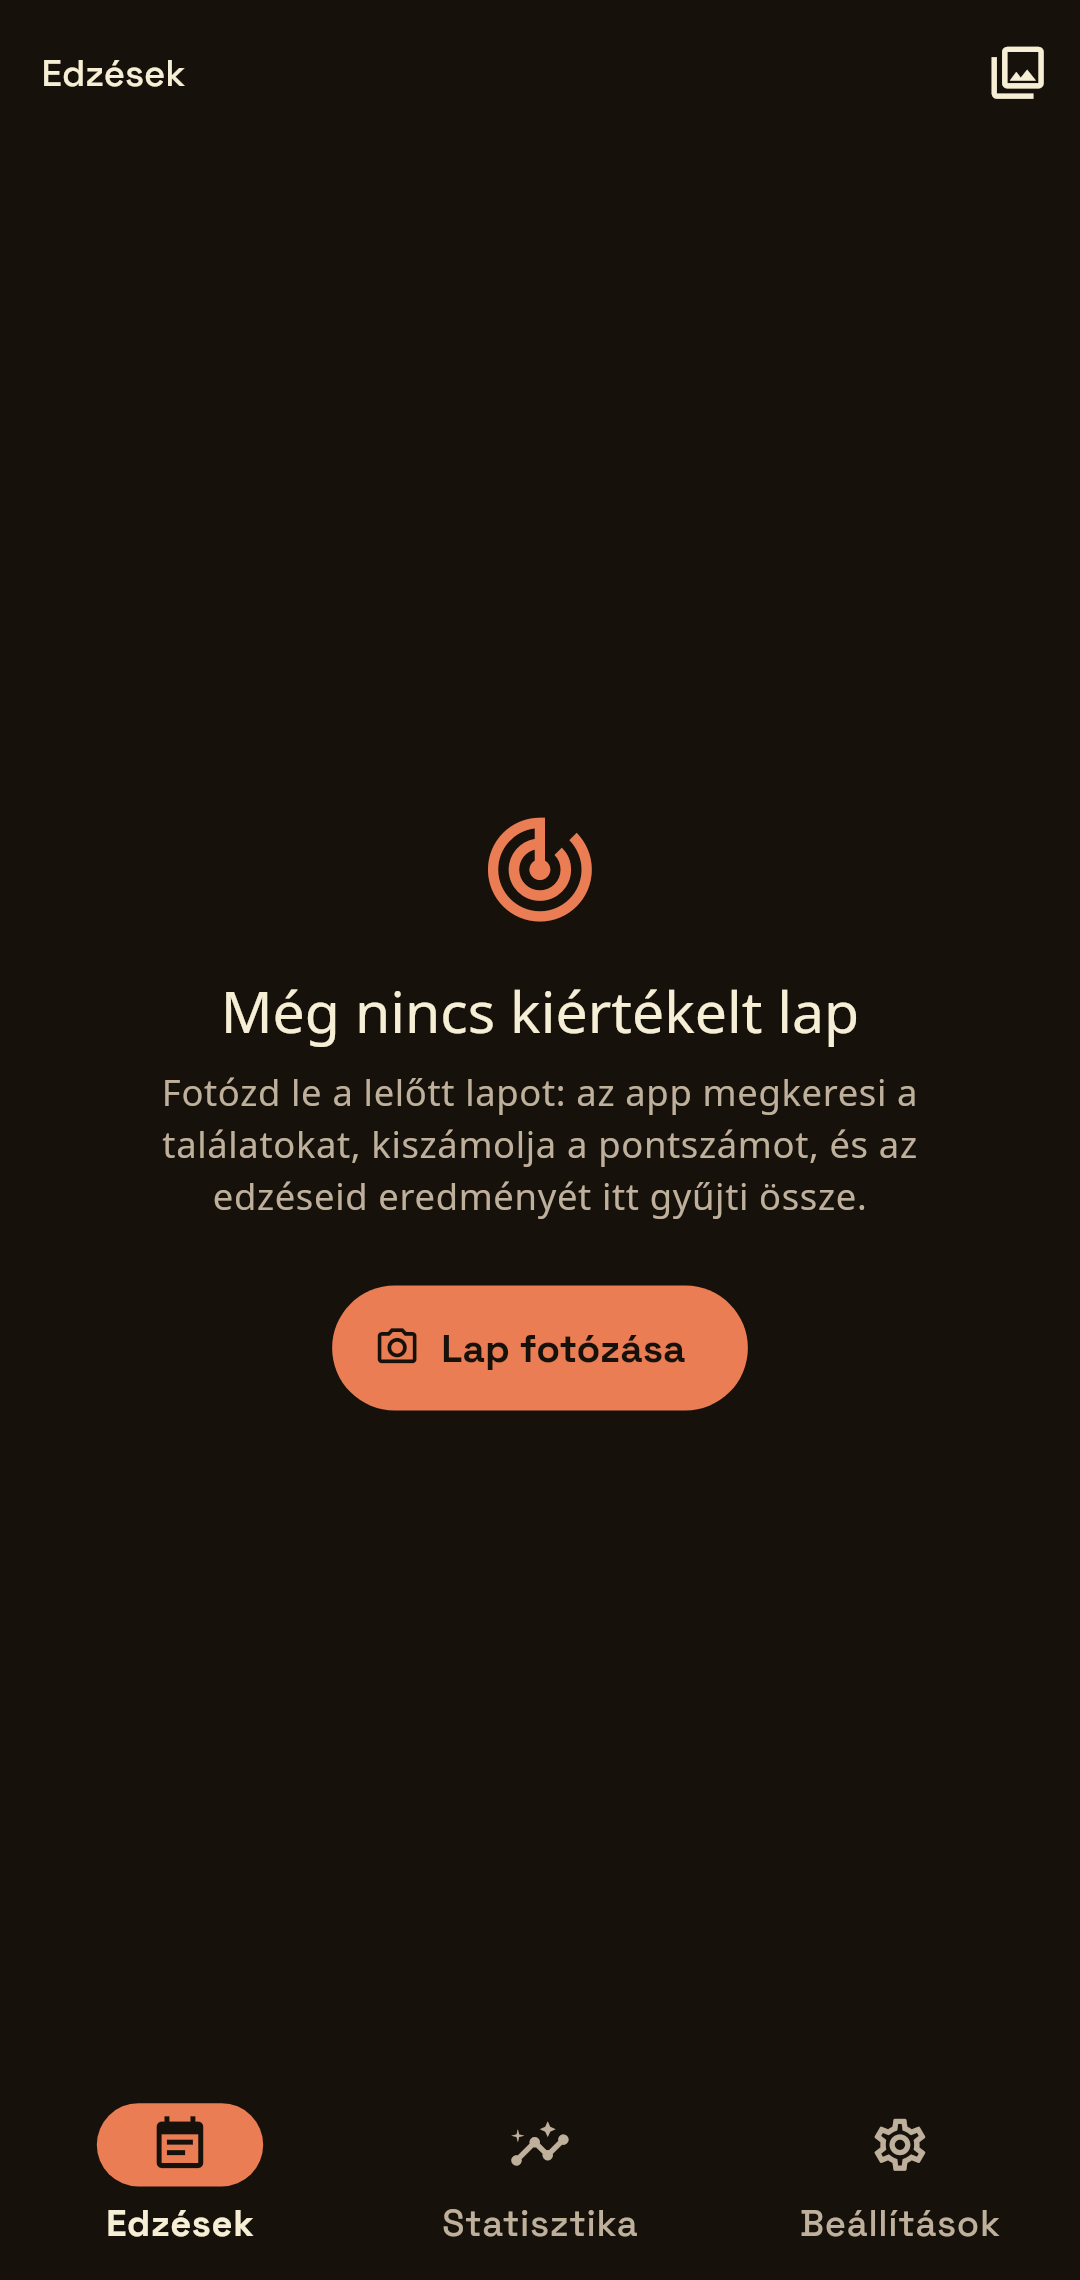 Edzések
Még nincs kiértékelt lap
Fotózd le a lelőtt lapot: az app megkeresi a
találatokat, kiszámolja a pontszámot, és az
edzéseid eredményét itt gyűjti össze.
Lap fotózása
Edzések
Statisztika
Beállítások